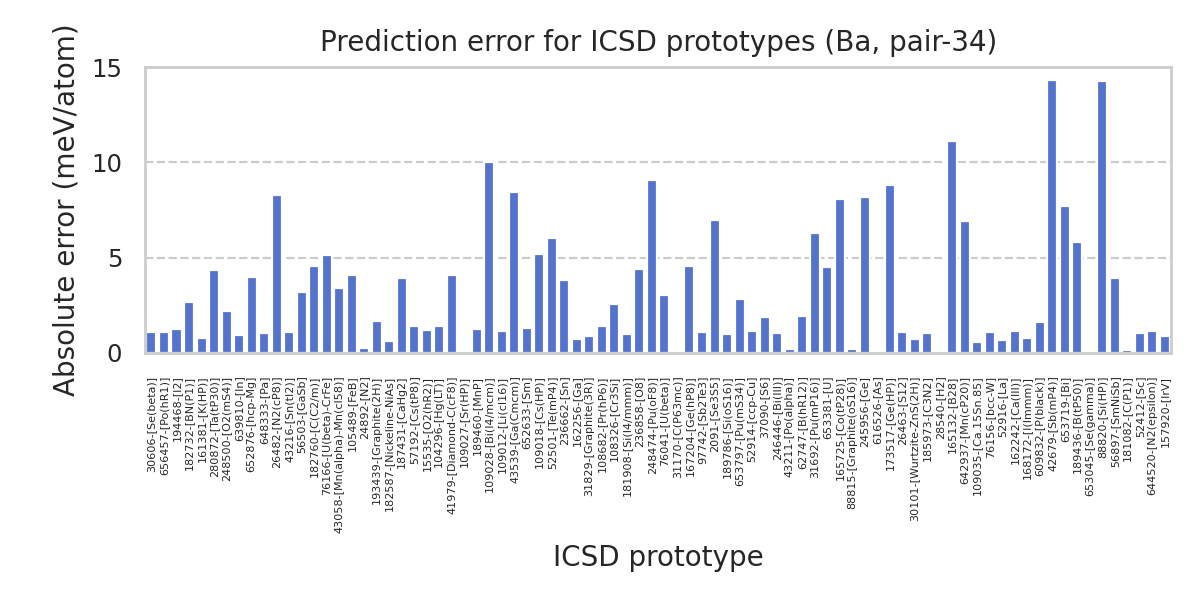 Prediction error for ICSD prototypes (Ba, pair-34)
Absolute error (meV/atom)
15
10
5
0
30606-[Se(beta)]
656457-[Po(hR1)]
194468-[I2]
182732-[BN(P1)]
161381-[K(HP)]
280872-[Ta(tP30)]
248500-[O2(mS4)]
639810-[In]
652876-[hcp-Mg]
648333-[Pa]
26482-[N2(cP8)]
43216-[Sn(tI2)]
56503-[GaSb]
182760-[C(C2/m)]
76166-[U(beta)-CrFe]
43058-[Mn(alpha)-Mn(cI58)]
105489-[FeB]
24892-[N2]
193439-[Graphite(2H)]
182587-[Nickeline-NiAs]
187431-[CaHg2]
57192-[Cs(tP8)]
15535-[O2(hR2)]
104296-[Hg(LT)]
41979-[Diamond-C(cF8)]
109027-[Sr(HP)]
189460-[MnP]
109028-[Bi(I4/mcm)]
109012-[Li(cI16)]
43539-[Ga(Cmcm)]
652633-[Sm]
109018-[Cs(HP)]
52501-[Te(mP4)]
236662-[Sn]
162256-[Ga]
31829-[Graphite(3R)]
108682-[Pr(hP6)]
108326-[Cr3Si]
181908-[Si(I4/mmm)]
236858-[O8]
248474-[Pu(oF8)]
76041-[U(beta)]
31170-[C(P63mc)]
167204-[Ge(hP8)]
97742-[Sb2Te3]
2091-[Se3S5]
189786-[Si(oS16)]
653797-[Pu(mS34)]
52914-[ccp-Cu]
37090-[S6]
246446-[Bi(III)]
43211-[Po(alpha)]
62747-[B(hR12)]
31692-[Pu(mP16)]
653381-[U]
165725-[Co(tP28)]
88815-[Graphite(oS16)]
245956-[Ge]
616526-[As]
173517-[Ge(HP)]
26463-[S12]
30101-[Wurtzite-ZnS(2H)]
185973-[C3N2]
28540-[H2]
165132-[B28]
642937-[Mn(cP20)]
109035-[Ca.15Sn.85]
76156-[bcc-W]
52916-[La]
162242-[Ca(III)]
168172-[I(Immm)]
609832-[P(black)]
42679-[Sb(mP4)]
653719-[Bi]
189436-[B(tP50)]
653045-[Se(gamma)]
88820-[Si(HP)]
56897-[SmNiSb]
181082-[C(P1)]
52412-[Sc]
644520-[N2(epsilon)]
157920-[IrV]
ICSD prototype